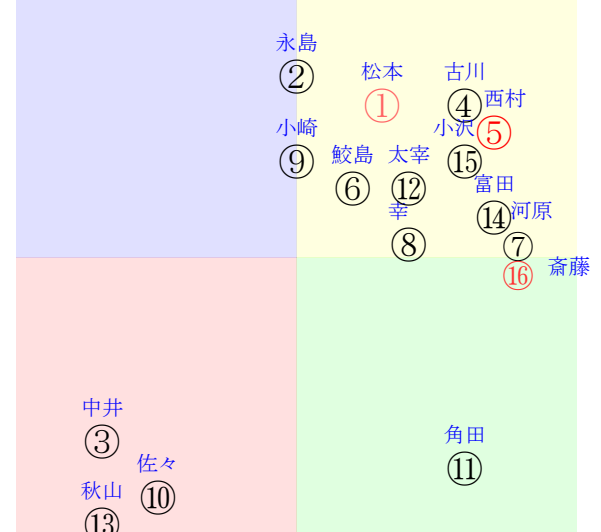 永島
②
松本
①
古川
④
西村
⑤
小崎
⑨
鮫島
⑥
太宰
⑫
小沢
⑮
富田
⑭
幸
⑧
河原
⑦
斎藤
⑯
中井
③
角田
⑪
佐々
⑩
秋山
⑬